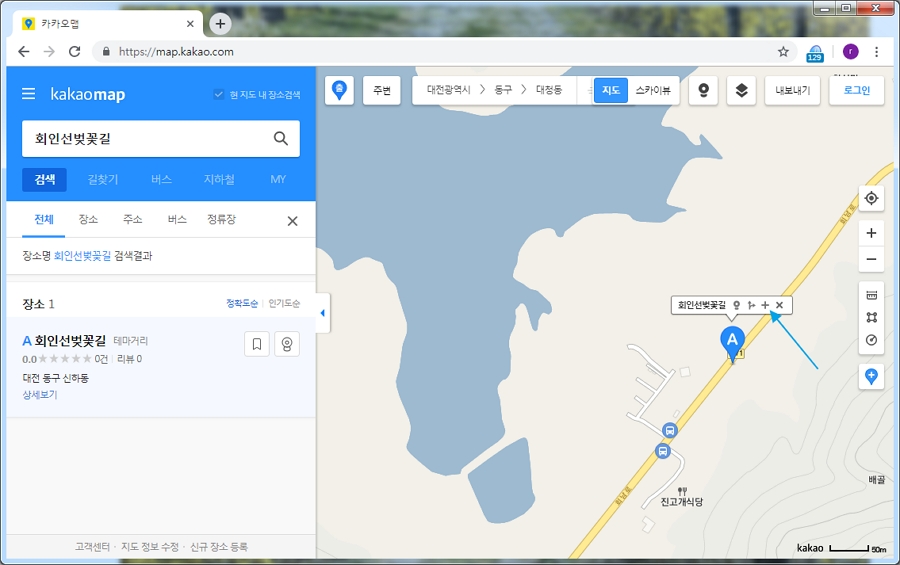 카카오맵
https://map.kakao.com
129
r
kakaomap
현 지도 내 장소검색
회인선벚꽃길
검색 길찾기 버스 지하철 MY
전체 장소 주소 버스 정류장
장소명 회인선벚꽃길 검색결과
장소 1
정확도순 인기도순
A 회인선벚꽃길 테마거리
0.0 0건 리뷰 0
대전 동구 신하동
상세보기
고객센터 · 지도 정보 수정 · 신규 장소 등록
주변
대전광역시 > 동구 > 대청동
지도 스카이뷰
내보내기
로그인
회남로
회인선벚꽃길
A
회남로
진고개식당
배골
kakao 50m